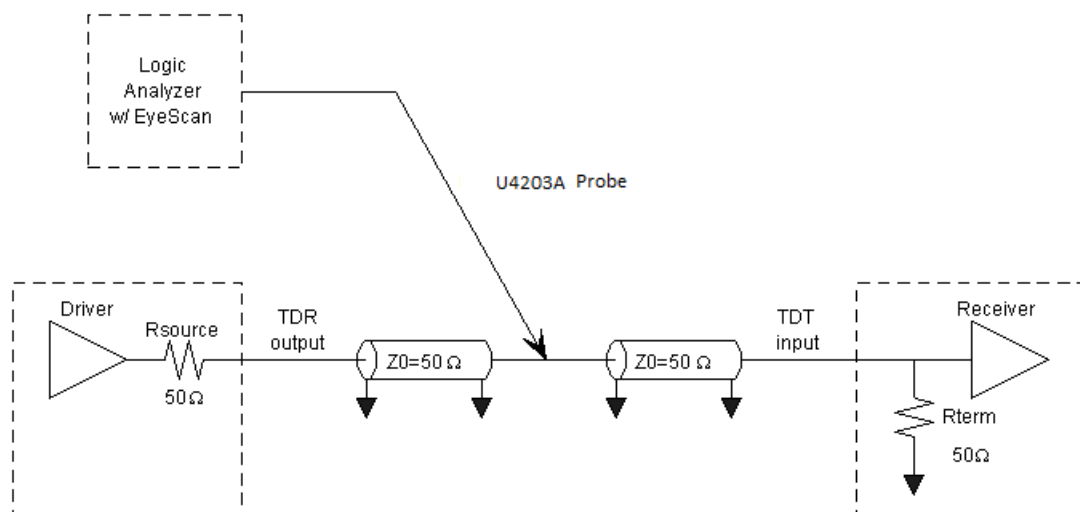 Logic
Analyzer
w/ EyeScan
U4203A Probe
Driver
Rsource
50Ω
TDR
output
Z0=50 Ω
Z0=50 Ω
TDT
input
Receiver
Rterm
50Ω